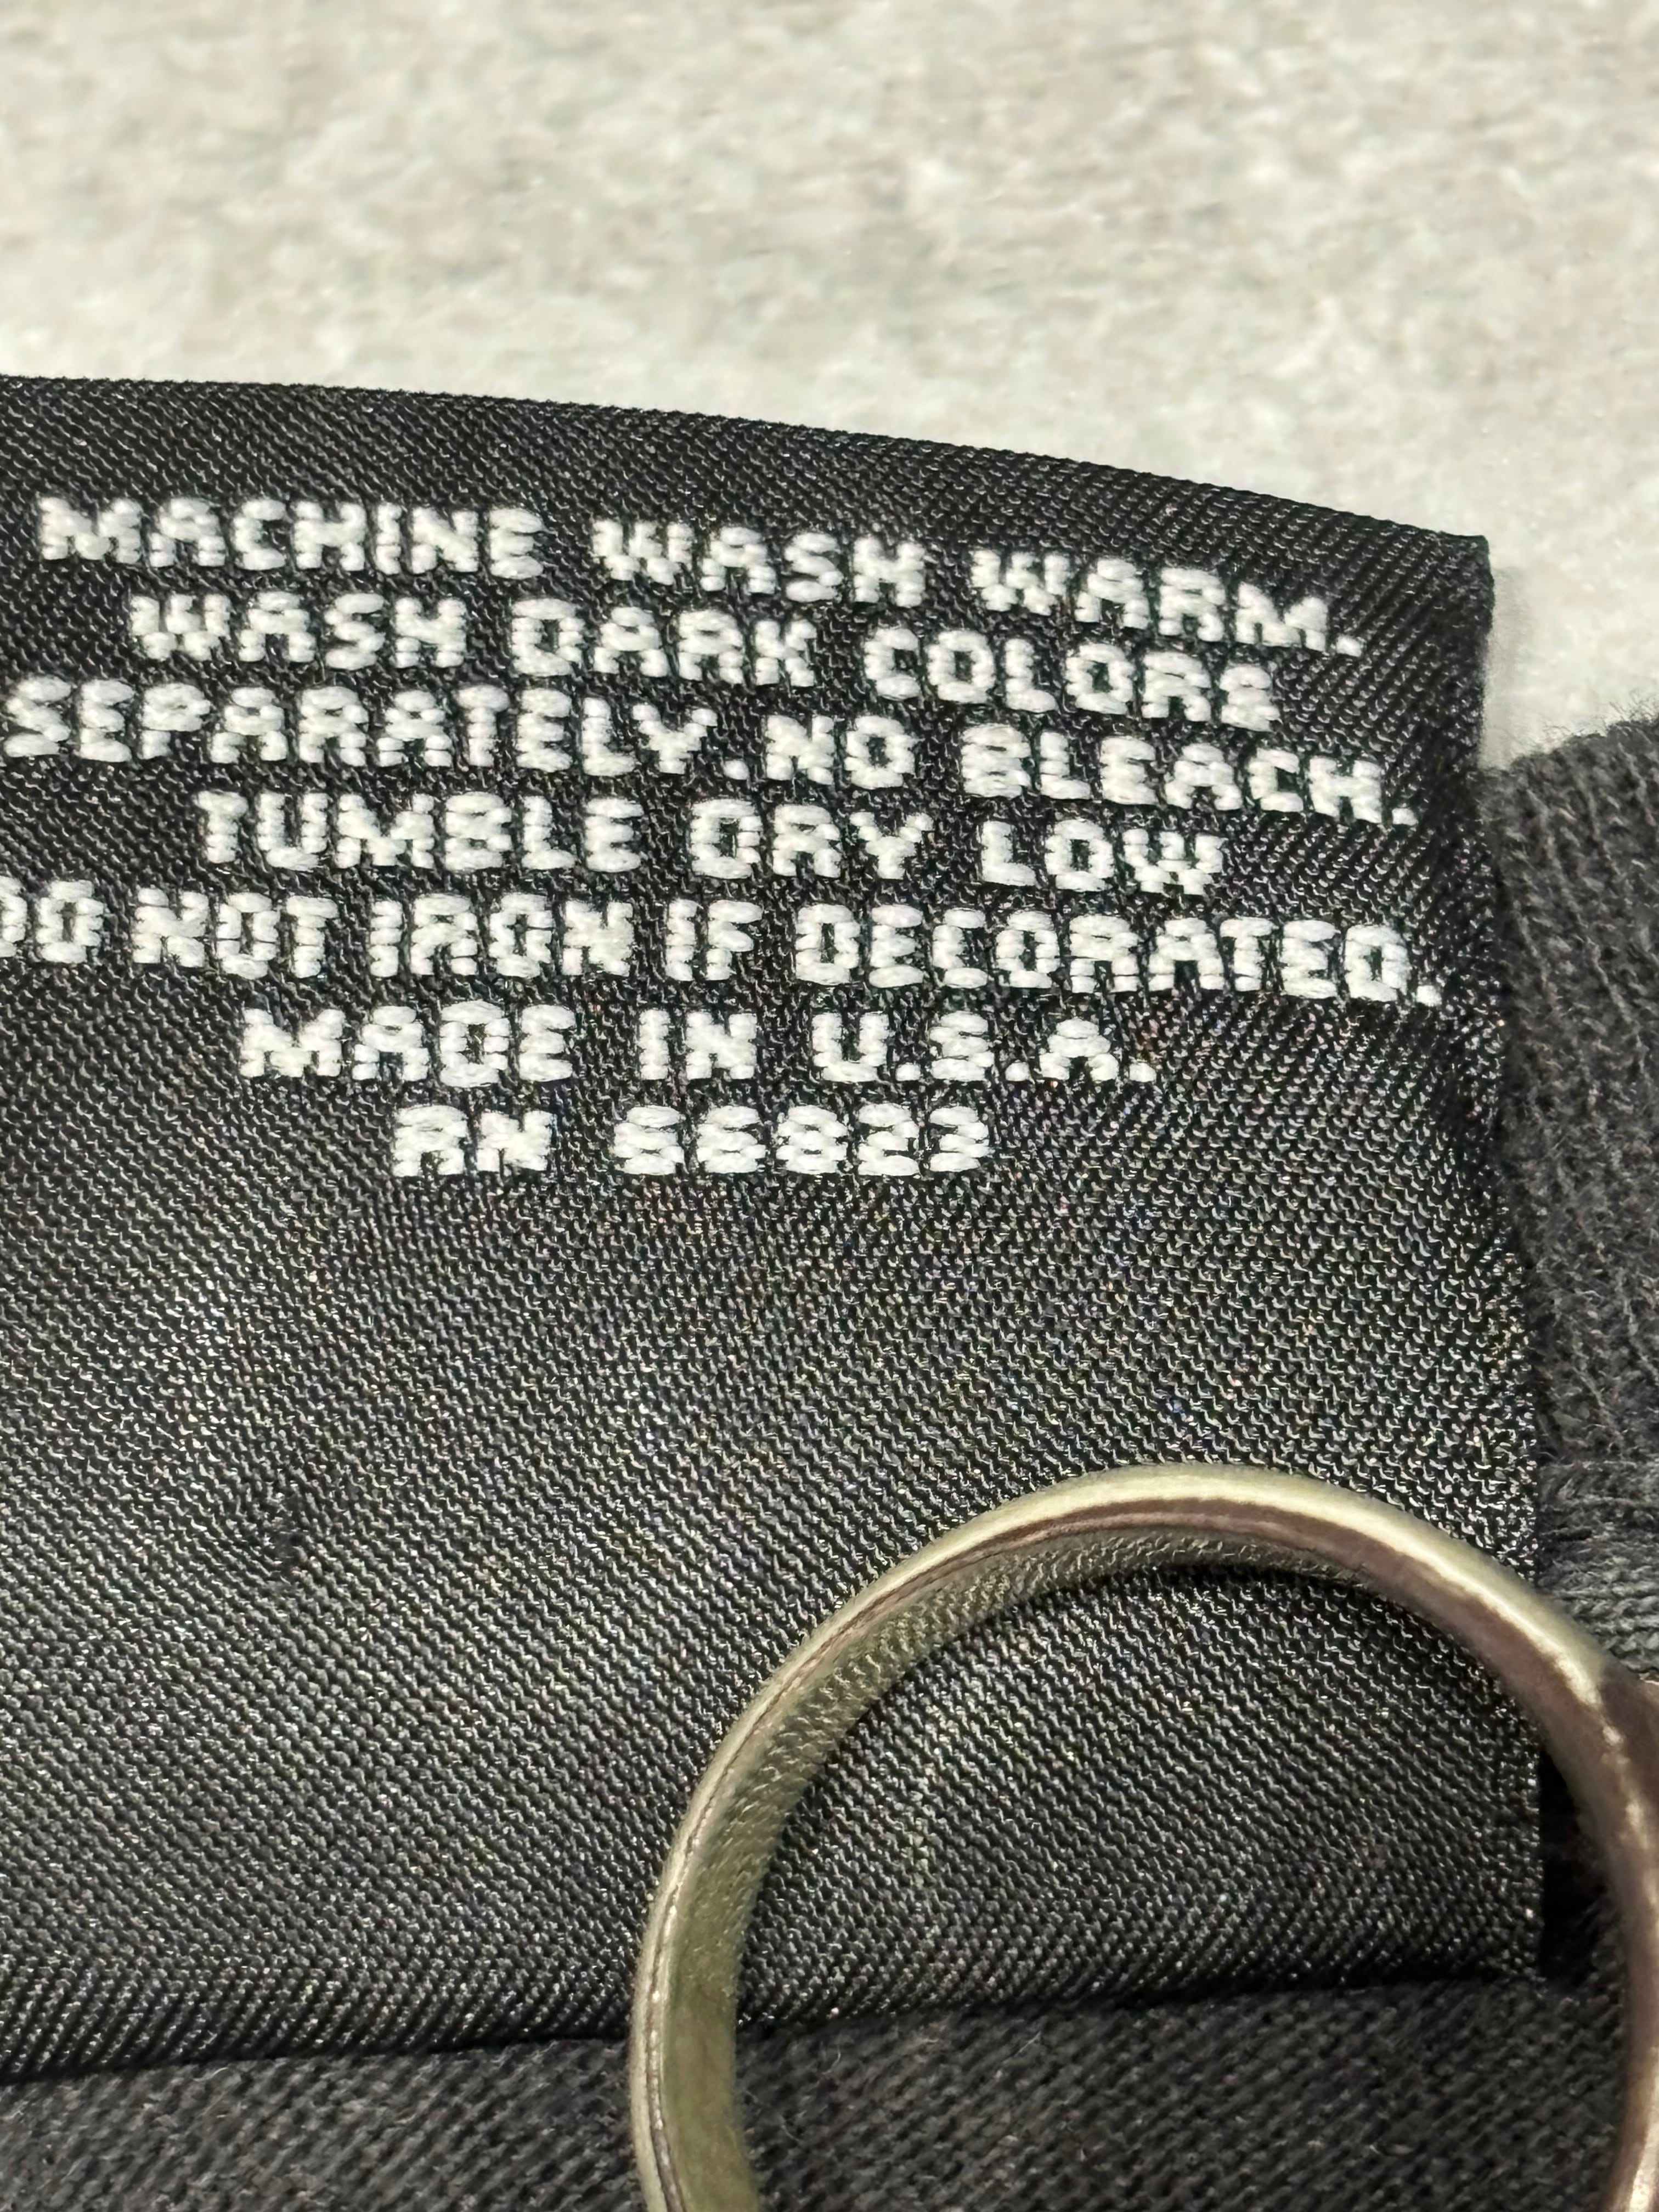 MACHINE WASH WARM.
WASH DARK COLORS
SEPARATELY.NO BLEACH.
TUMBLE DRY LOW
DO NOT IRON IF DECORATED.
MADE IN U.S.A.
RN 66823